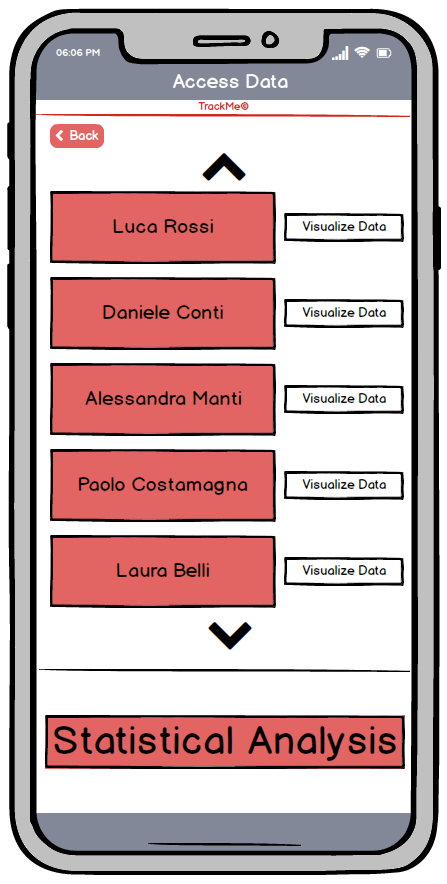 06:06 PM
Access Data
TrackMe©
Back
Luca Rossi
Visualize Data
Daniele Conti
Visualize Data
Alessandra Manti
Visualize Data
Paolo Costamagna
Visualize Data
Laura Belli
Visualize Data
Statistical Analysis